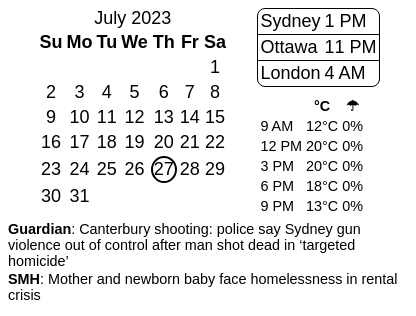 July 2023
Su Mo Tu We Th Fr Sa
1
2 3 4 5 6 7 8
9 10 11 12 13 14 15
16 17 18 19 20 21 22
23 24 25 26 27 28 29
30 31
Sydney 1 PM
Ottawa 11 PM
London 4 AM
°C ☂
9 AM 12°C 0%
12 PM 20°C 0%
3 PM 20°C 0%
6 PM 18°C 0%
9 PM 13°C 0%
Guardian: Canterbury shooting: police say Sydney gun
violence out of control after man shot dead in ‘targeted
homicide’
SMH: Mother and newborn baby face homelessness in rental
crisis